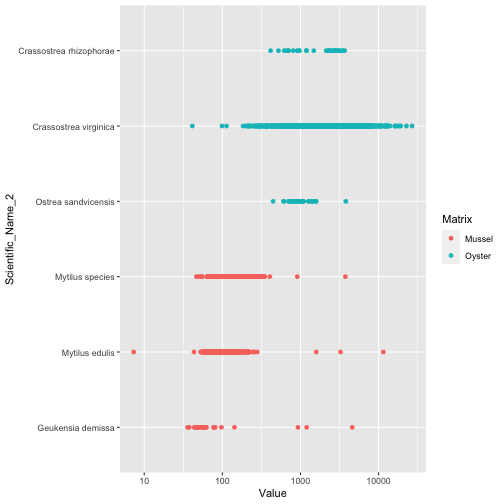 Crassostrea rhizophorae
Crassostrea virginica
Ostrea sandvicensis
Mytilus species
Mytilus edulis
Geukensia demissa
Scientific_Name_2
10 100 1000 10000
Value
Matrix
Mussel
Oyster